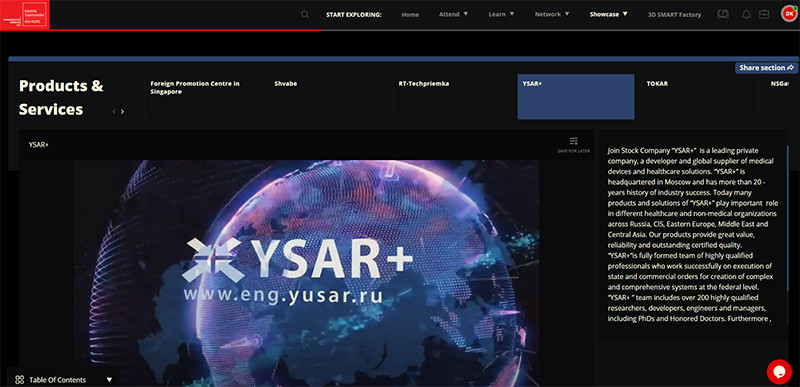 Industrial Transformation
ASIA-PACIFIC
START EXPLORING:
Home
Attend
Learn
Network
Showcase
3D SMART Factory
DK
Share section
Products &
Services
Foreign Promotion Centre in
Singapore
Shvabe
RT-Techpriemka
YSAR+
TOKAR
YSAR+
SAVE FOR LATER
YSAR+
www.eng.yusar.ru
Join Stock Company "YSAR+" is a leading private
company, a developer and global supplier of medical
devices and healthcare solutions. "YSAR+" is
headquartered in Moscow and has more than 20 -
years history of industry success. Today many
products and solutions of "YSAR+" play important role
in different healthcare and non-medical organizations
across Russia, CIS, Eastern Europe, Middle East and
Central Asia. Our products provide great value,
reliability and outstanding certified quality.
"YSAR+"is fully formed team of highly qualified
professionals who work successfully on execution of
state and commercial orders for creation of complex
and comprehensive systems at the federal level.
"YSAR+ " team includes over 200 highly qualified
researchers, developers, engineers and managers,
including PhDs and Honored Doctors. Furthermore ,
Table Of Contents